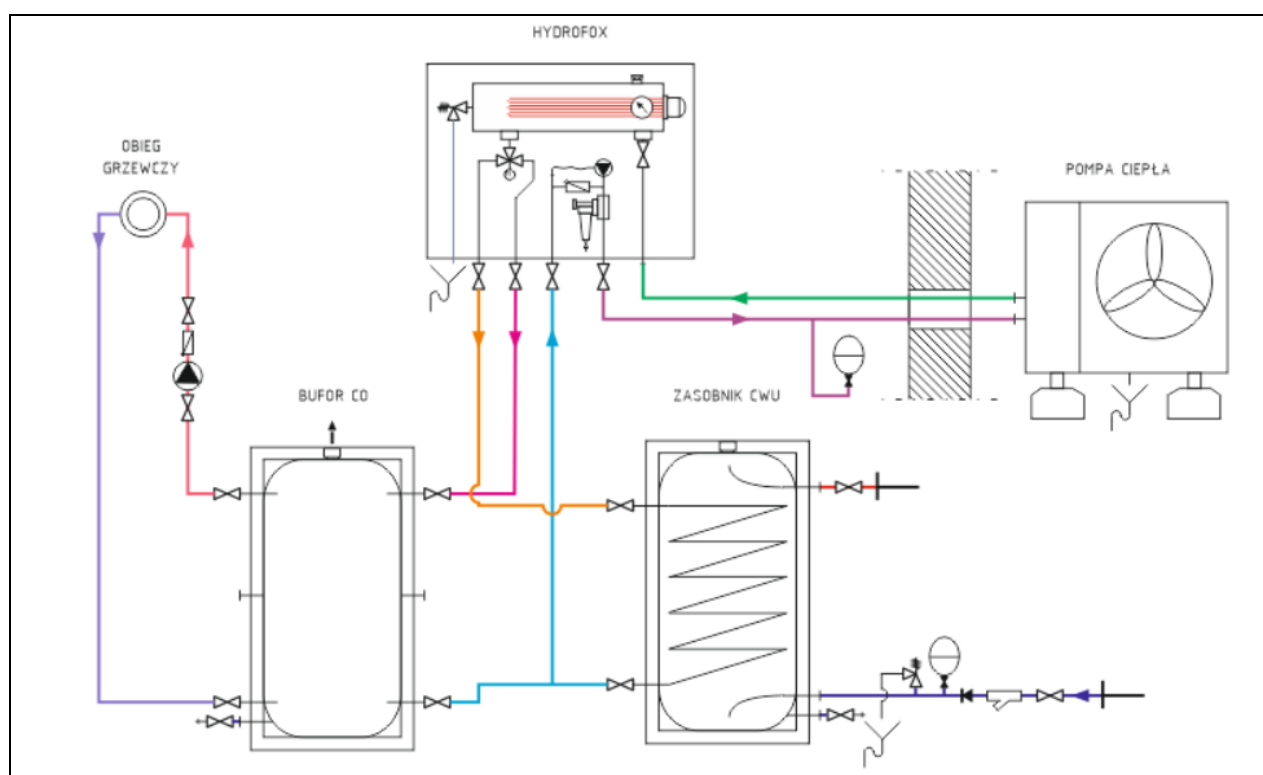 HYDROFOX
OBIEG
GRZEWCZY
POMPA CIEPŁA
BUFOR CO
ZASOBNIK CWU